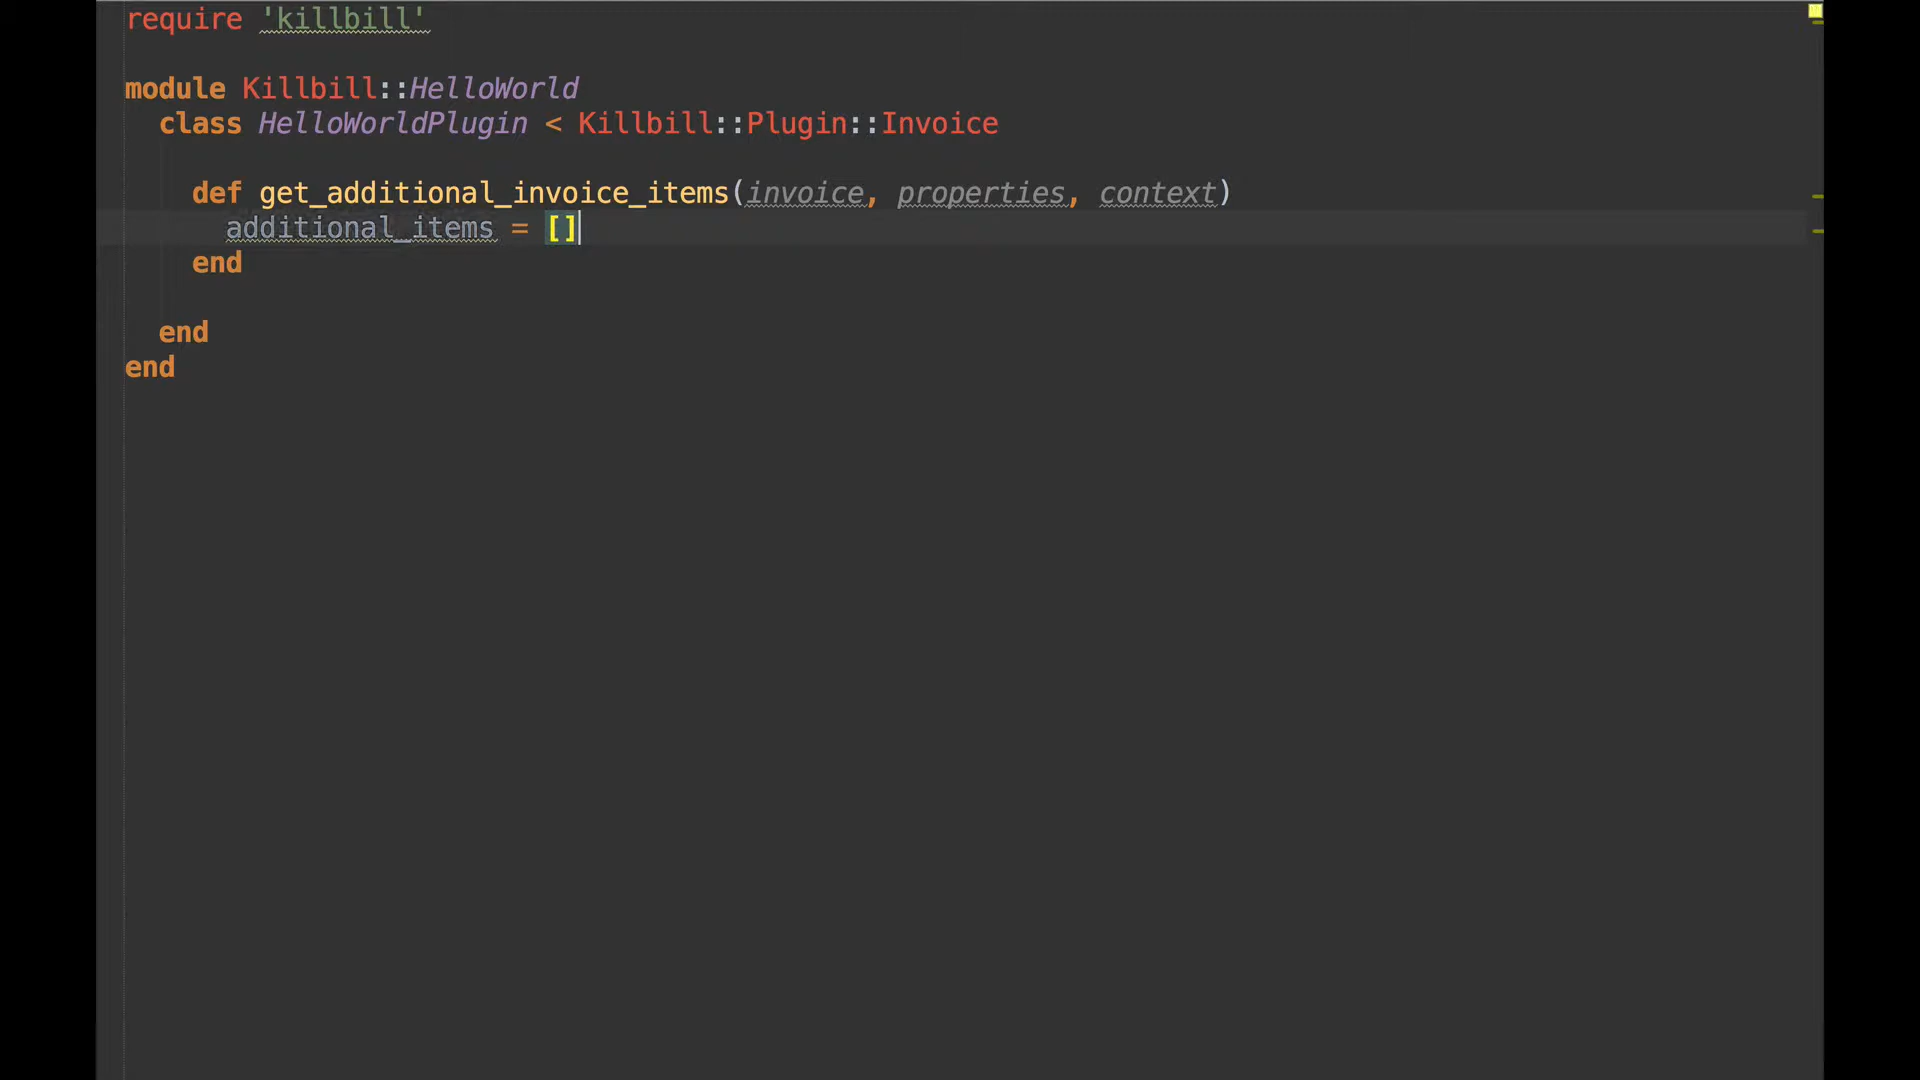 require 'killbill'
module Killbill::HelloWorld
class HelloWorldPlugin < Killbill::Plugin::Invoice
def get_additional_invoice_items(invoice, properties, context)
additional_items = []
end
end
end